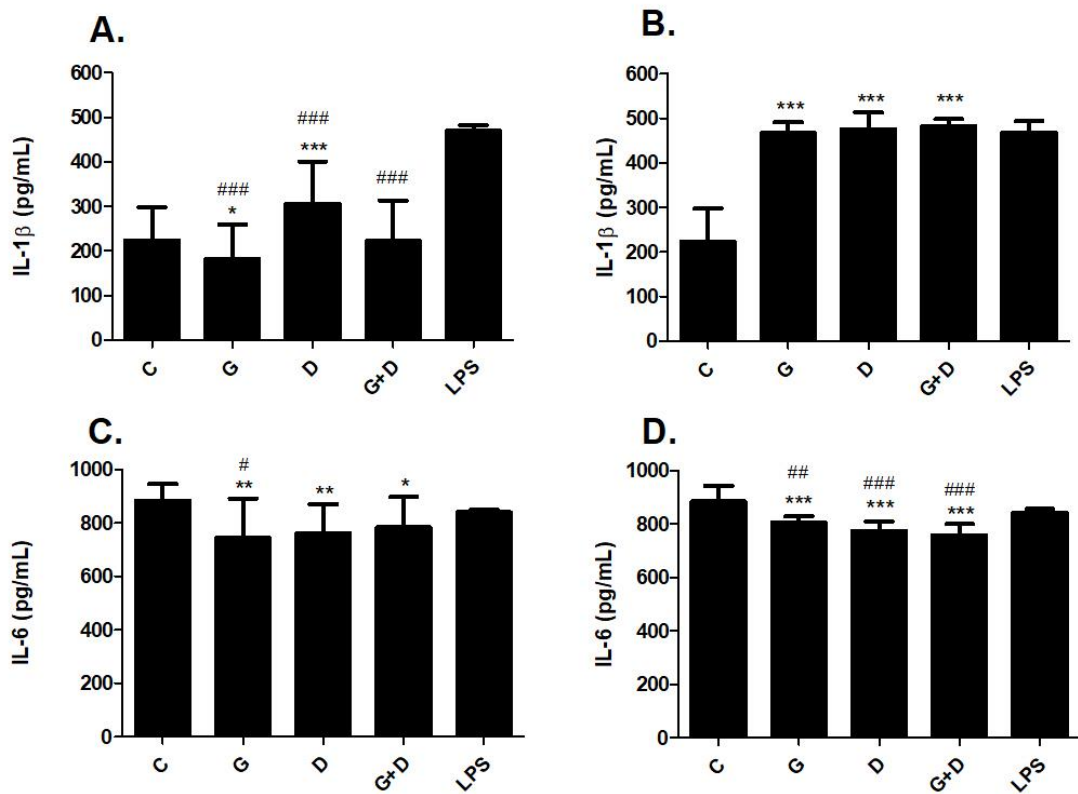 A.
IL-1β (pg/mL)
600
500
400
300
200
100
0
###
*
###
***
###
C
G
D
G+D
LPS
B.
IL-1β (pg/mL)
600
500
400
300
200
100
0
***
***
***
C
G
D
G+D
LPS
C.
IL-6 (pg/mL)
1000
800
600
400
200
0
#
**
**
*
C
G
D
G+D
LPS
D.
IL-6 (pg/mL)
1000
800
600
400
200
0
##
***
###
***
###
***
C
G
D
G+D
LPS